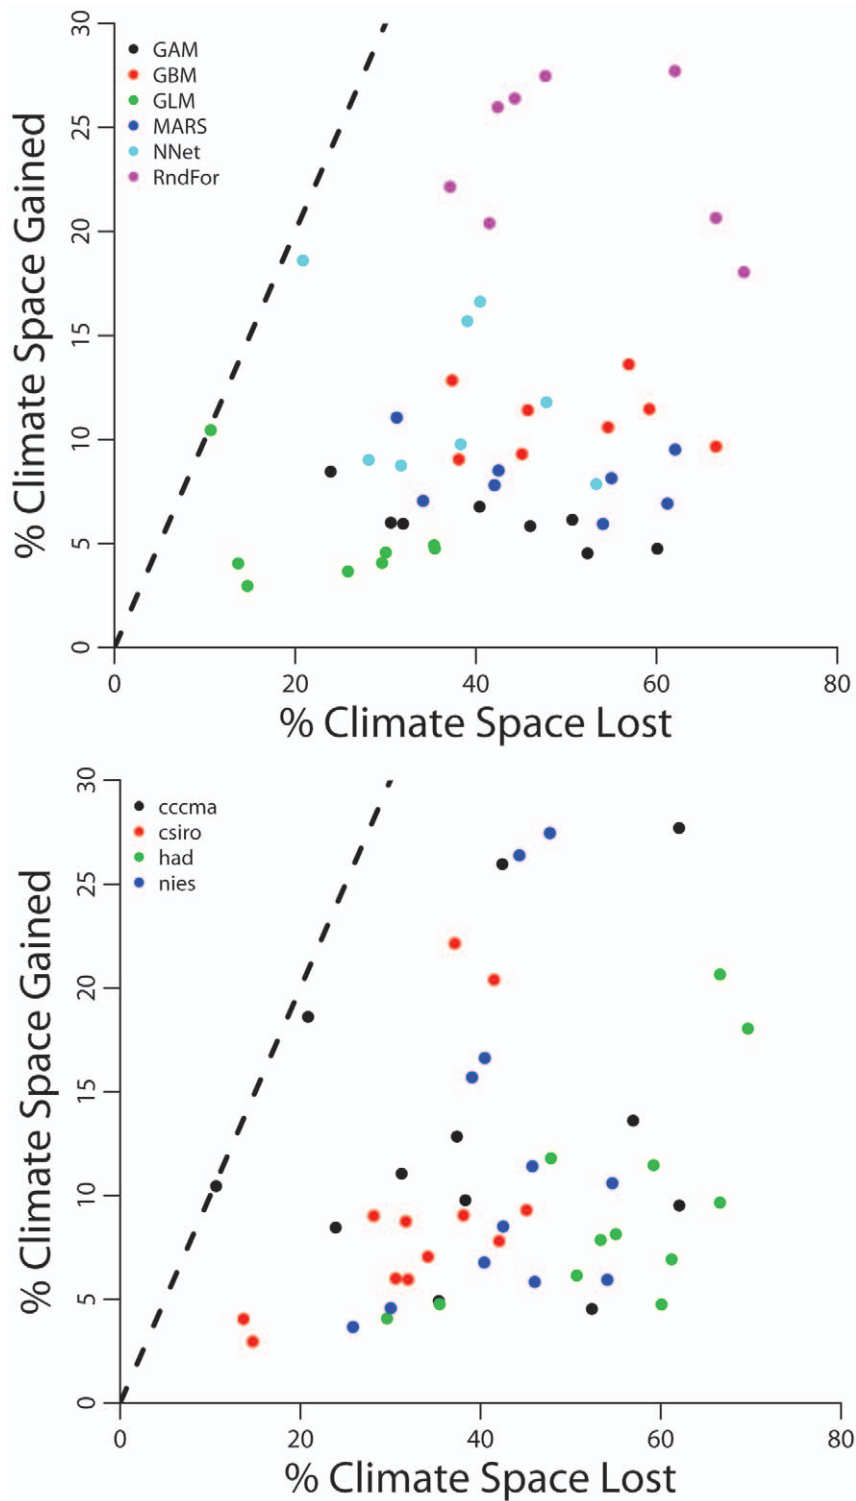 30
25
20
15
10
5
0
% Climate Space Gained
GAM
GBM
GLM
MARS
NNet
RndFor
0 20 40 60 80
% Climate Space Lost
30
25
20
15
10
5
0
% Climate Space Gained
cccma
csiro
had
nies
0 20 40 60 80
% Climate Space Lost